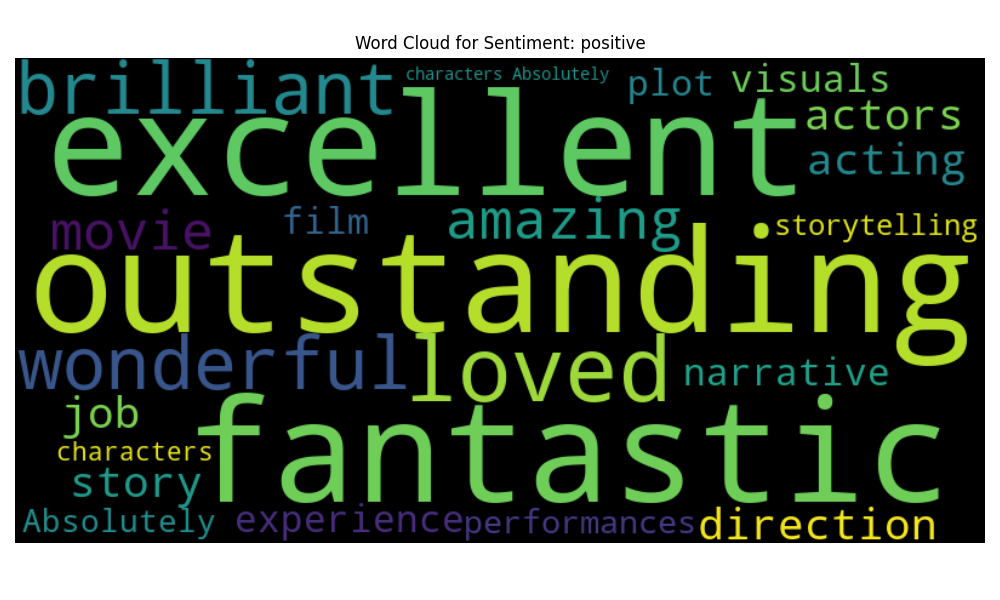 Word Cloud for Sentiment: positive
brilliant
characters Absolutely
plot
visuals
excellent
actors
acting
movie
film
amazing
storytelling
outstanding
wonderful
loved
narrative
job
fantastic
characters
story
Absolutely
experience
performances
direction